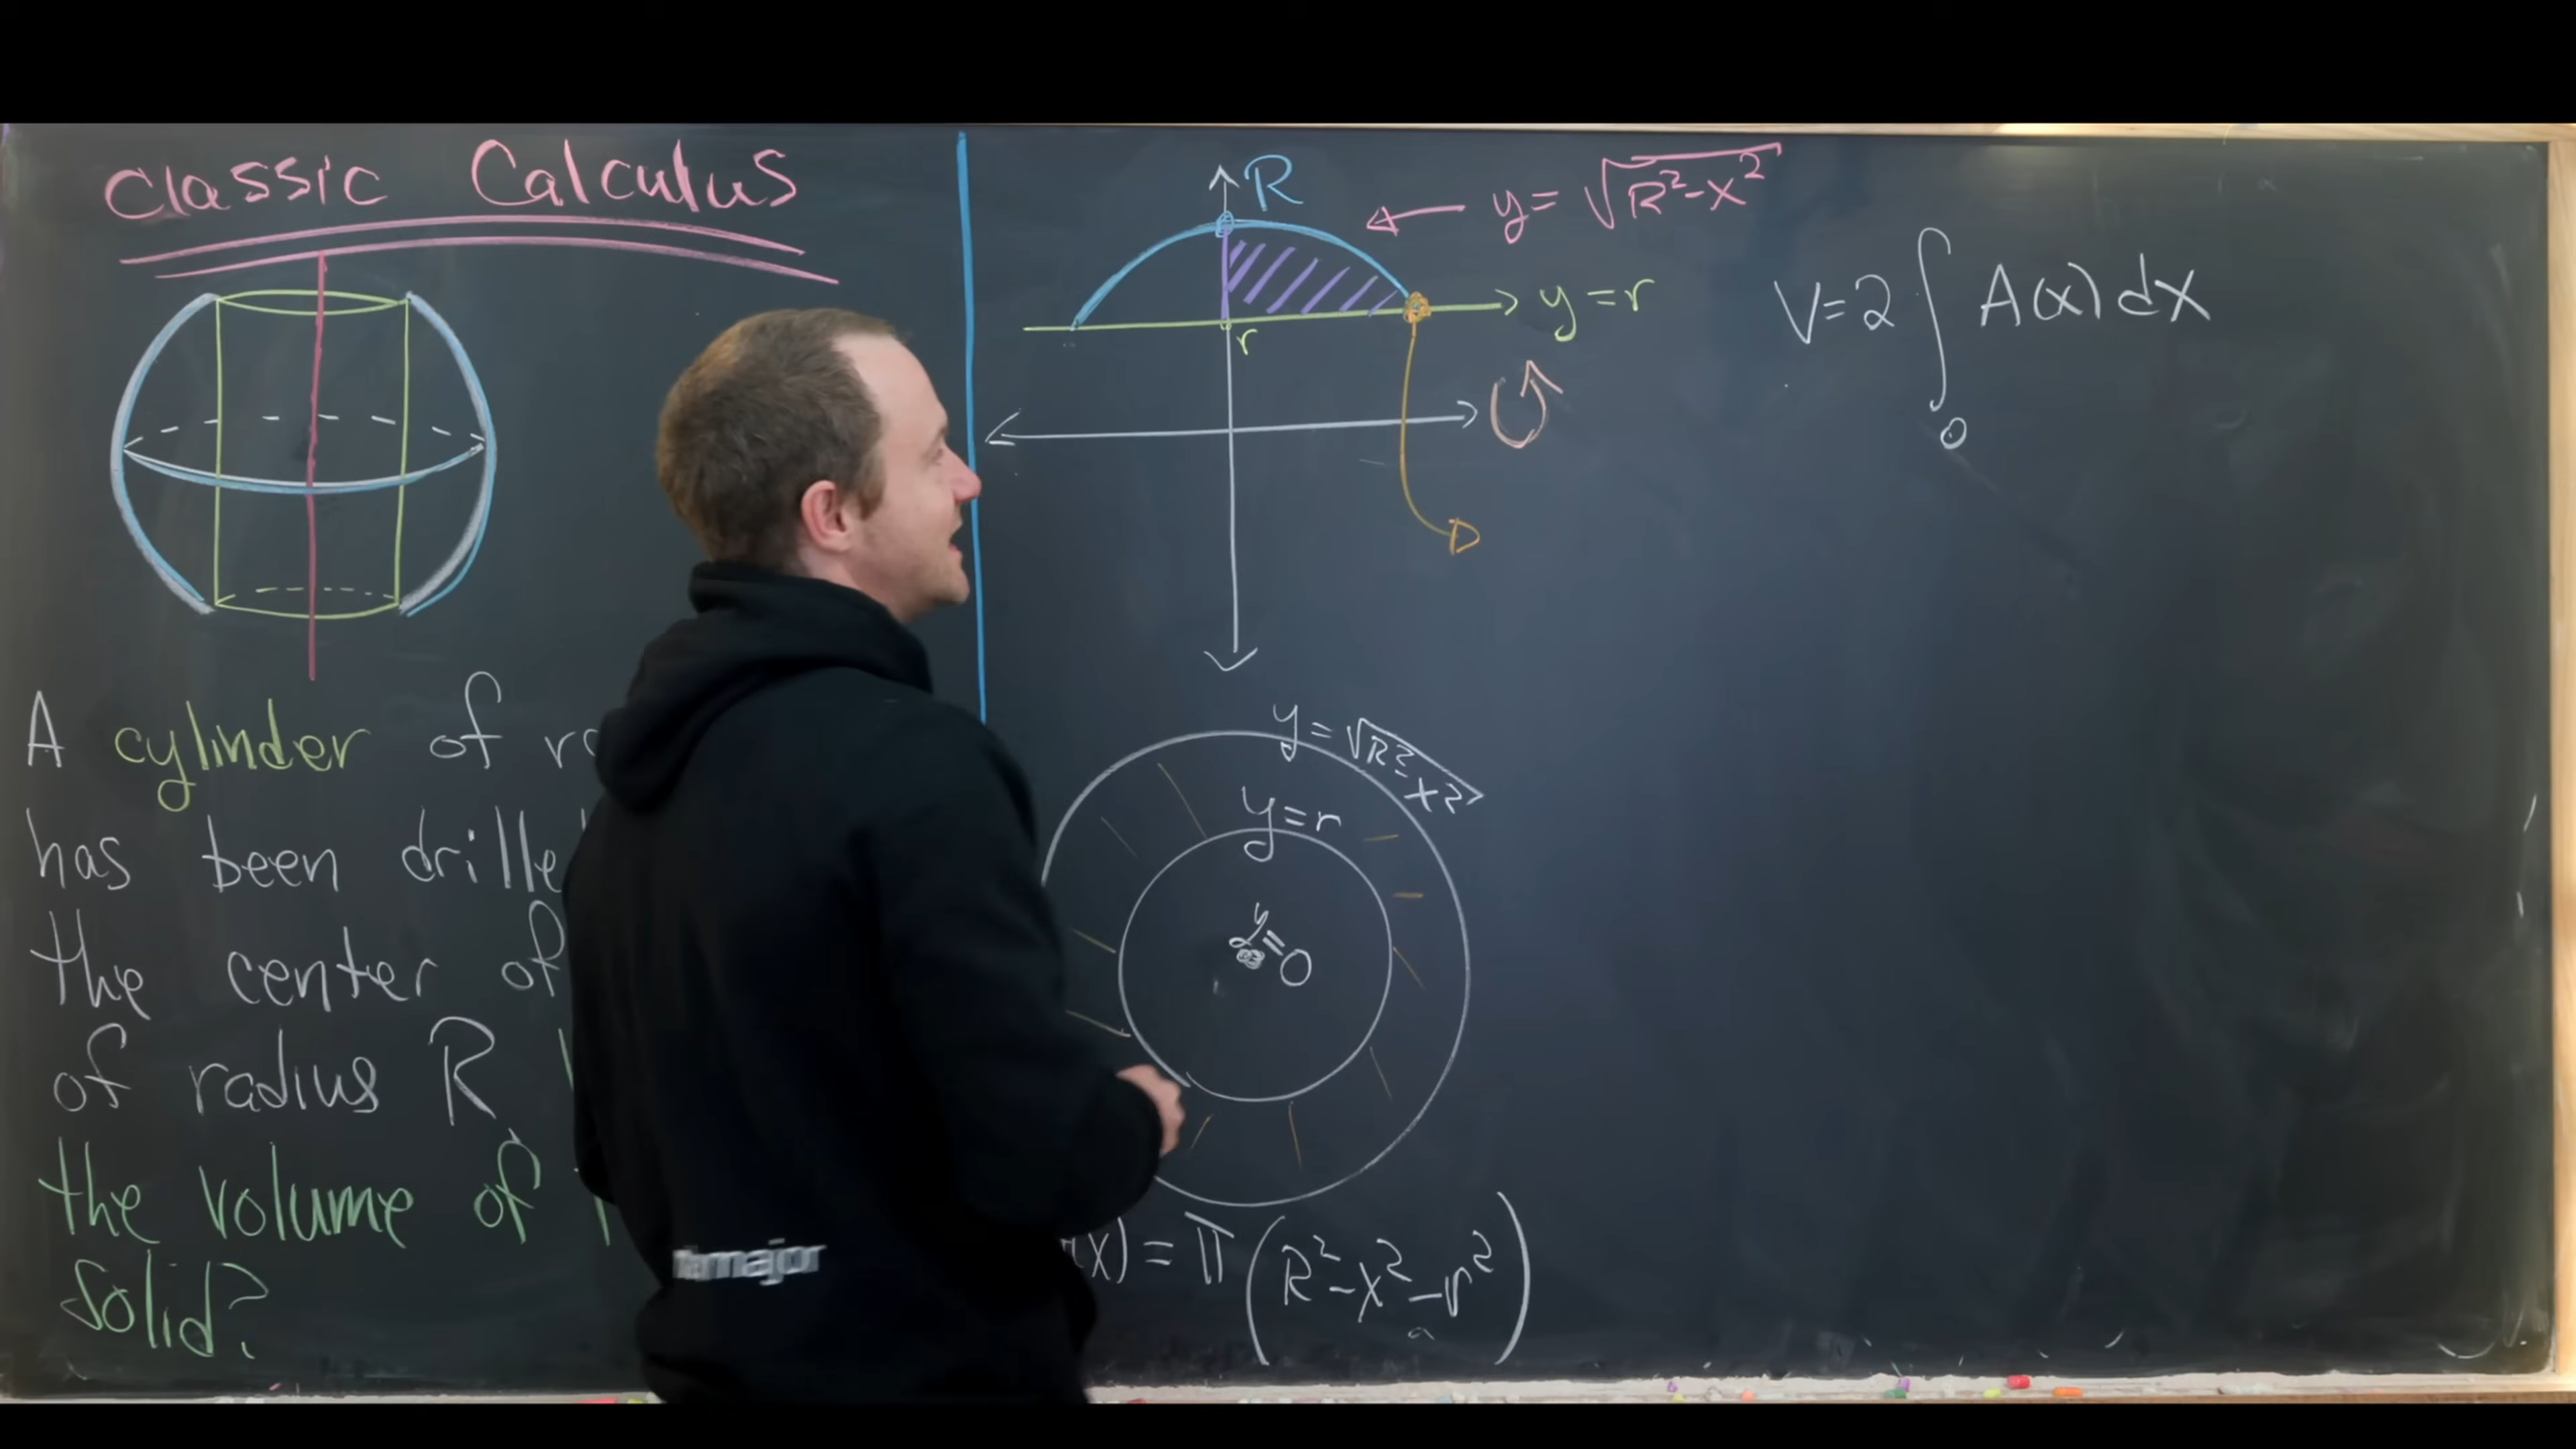 Classic Calculus
A cylinder of
has been drille
the center of
of radius R,
the volume of
solid?
R
y = √(R²-x²)
y = r
r
y = √(R²-x²)
y = r
y = 0
(x) = π(R²-x²-r²)
V = 2 ∫₀ A(x) dx
major